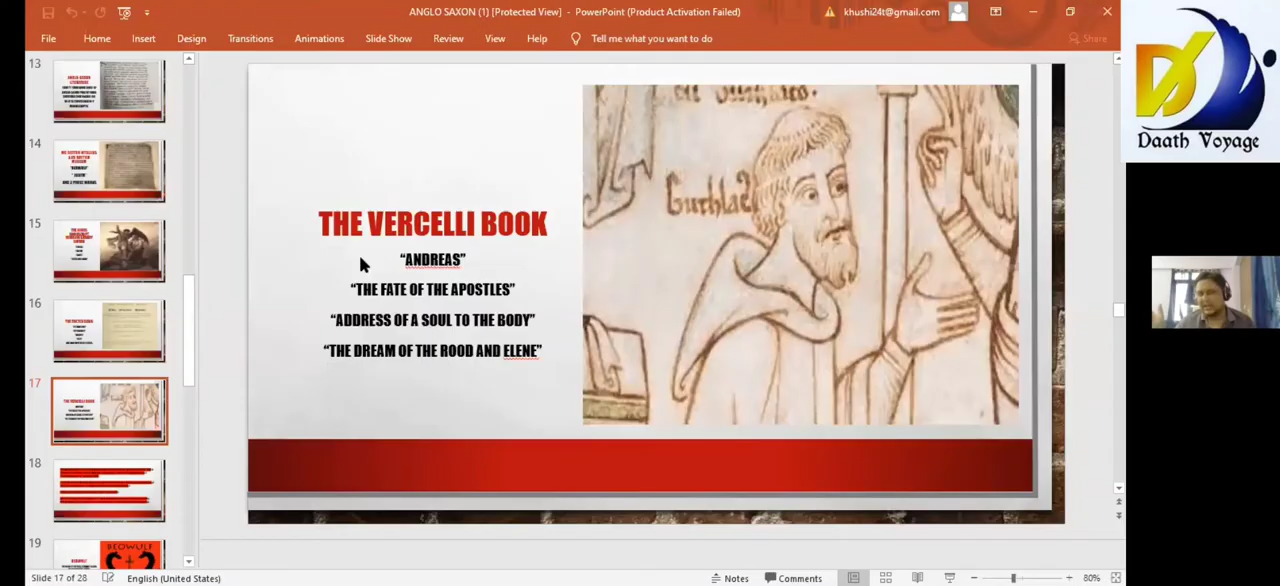 ANGLO SAXON (1) [Protected View] - PowerPoint (Product Activation Failed)
khushi24t@gmail.com
File Home Insert Design Transitions Animations Slide Show Review View Help Tell me what you want to do
Share
Daath Voyage
13
14
15
16
17
18
19
THE VERCELLI BOOK
“ANDREAS”
“THE FATE OF THE APOSTLES”
“ADDRESS OF A SOUL TO THE BODY”
“THE DREAM OF THE ROOD AND ELENE”
Guthlac
BEOWULF
Slide 17 of 28 English (United States) Notes Comments 80%